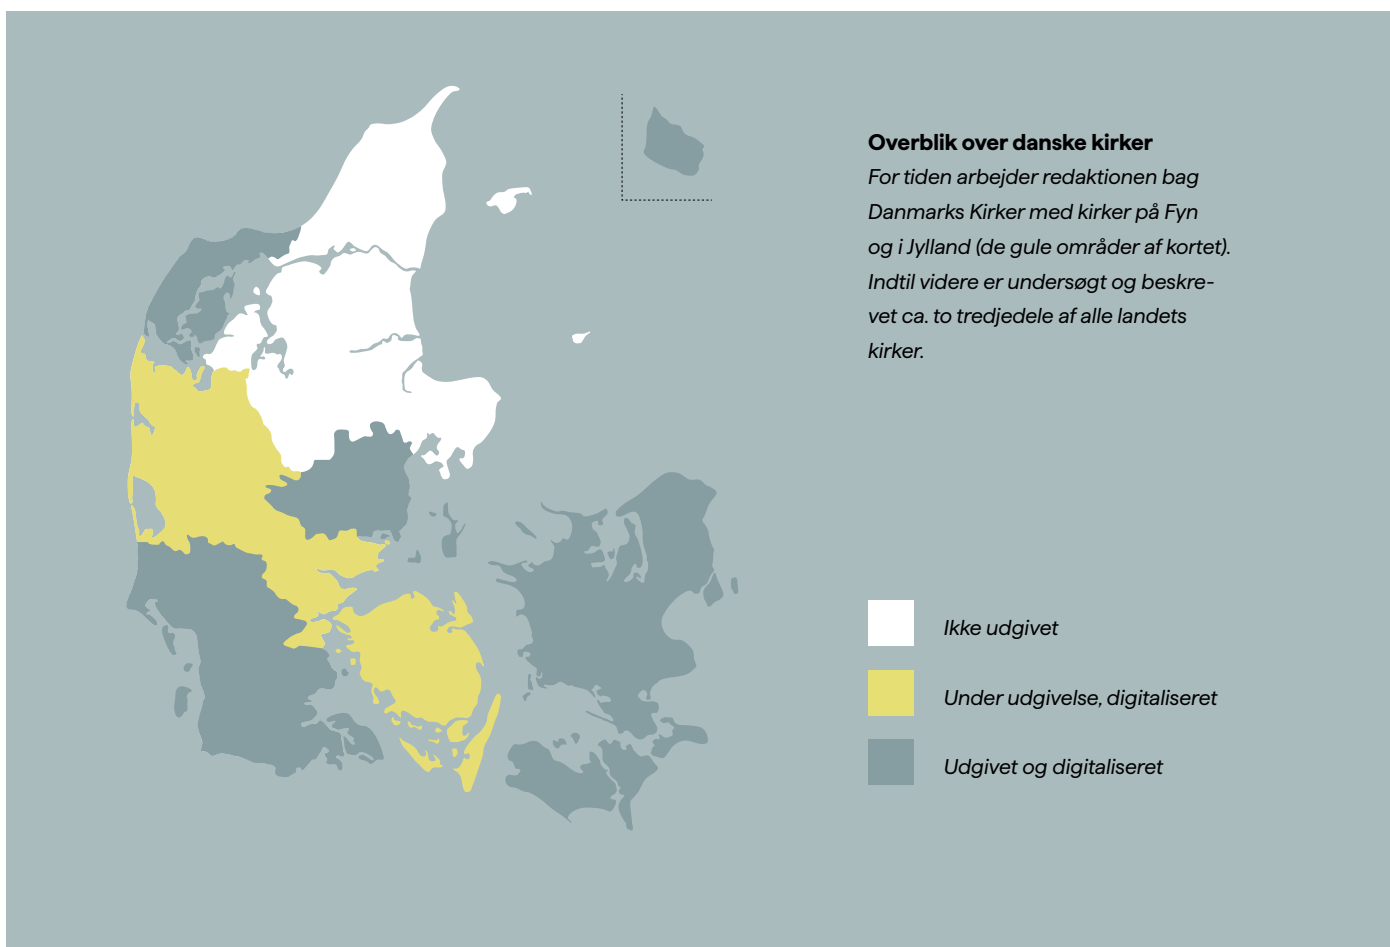 Overblik over danske kirker
For tiden arbejder redaktionen bag
Danmarks Kirker med kirker på Fyn
og i Jylland (de gule områder af kortet).
Indtil videre er undersøgt og beskre-
vet ca. to tredjedele af alle landets
kirker.
Ikke udgivet
Under udgivelse, digitaliseret
Udgivet og digitaliseret